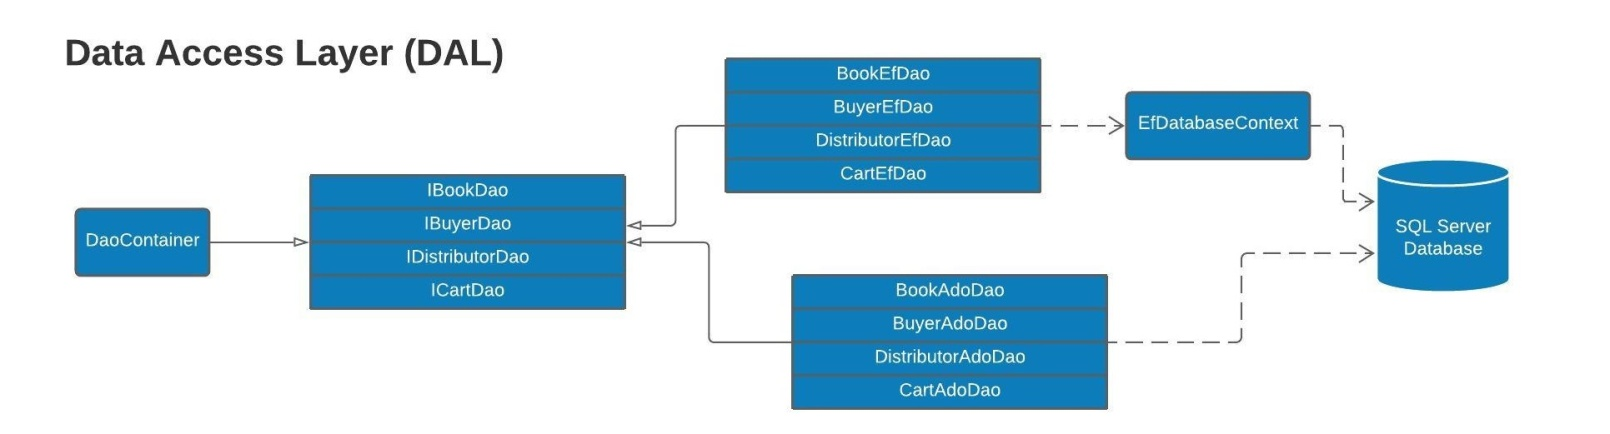 Data Access Layer (DAL)
DaoContainer
IBookDao
IBuyerDao
IDistributorDao
ICartDao
BookEfDao
BuyerEfDao
DistributorEfDao
CartEfDao
BookAdoDao
BuyerAdoDao
DistributorAdoDao
CartAdoDao
EfDatabaseContext
SQL Server
Database